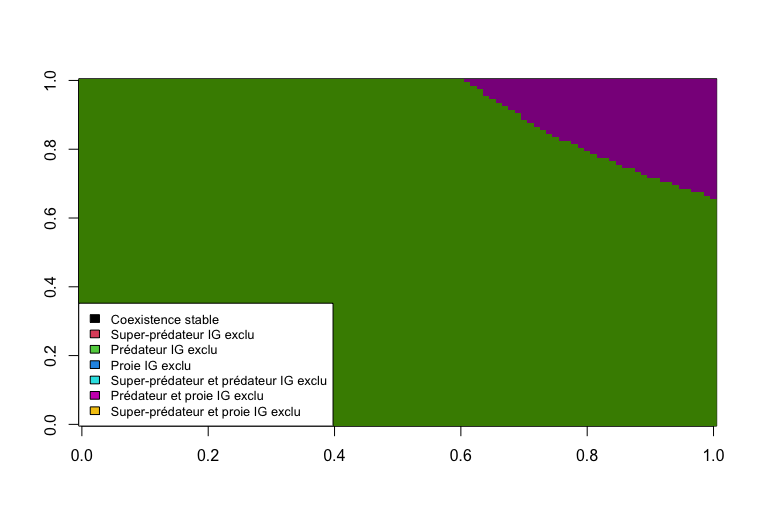 1.0
0.8
0.6
0.4
0.2
0.0
Coexistence stable
Super-prédateur IG exclu
Prédateur IG exclu
Proie IG exclu
Super-prédateur et prédateur IG exclu
Prédateur et proie IG exclu
Super-prédateur et proie IG exclu
0.0 0.2 0.4 0.6 0.8 1.0